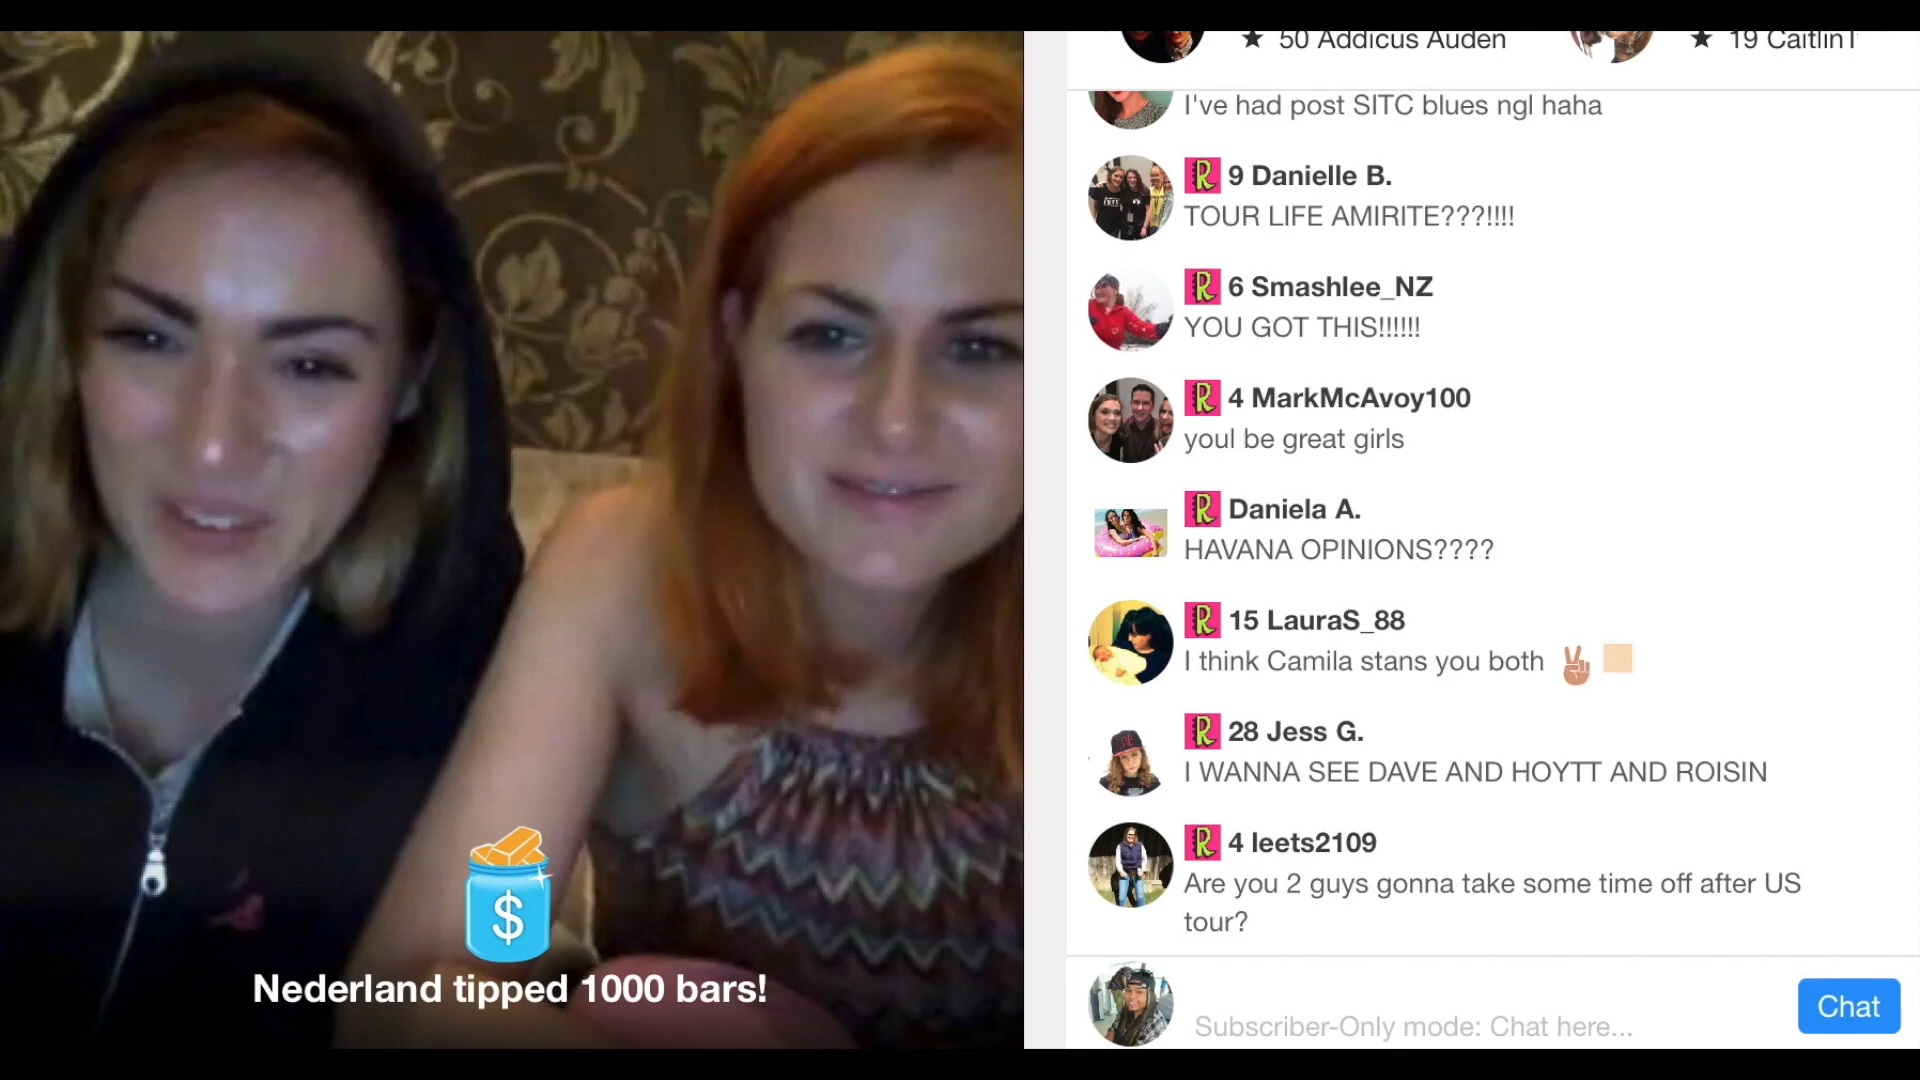 ★ 50 Addicus Auden
★ 19 Caitlin
I've had post SITC blues ngl haha
R 9 Danielle B.
TOUR LIFE AMIRITE???!!!!
R 6 Smashlee_NZ
YOU GOT THIS!!!!!!
R 4 MarkMcAvoy100
youl be great girls
R Daniela A.
HAVANA OPINIONS????
R 15 LauraS_88
I think Camila stans you both ✌🏽🏼
R 28 Jess G.
I WANNA SEE DAVE AND HOYTT AND ROISIN
R 4 leets2109
Are you 2 guys gonna take some time off after US
tour?
$
Nederland tipped 1000 bars!
Subscriber-Only mode: Chat here...
Chat